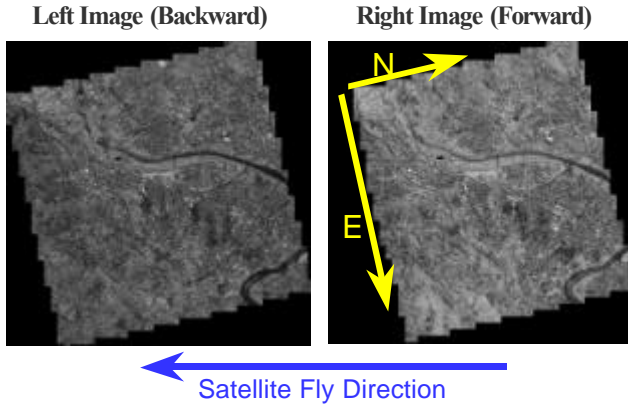 Left Image (Backward)
Right Image (Forward)
N
E
Satellite Fly Direction